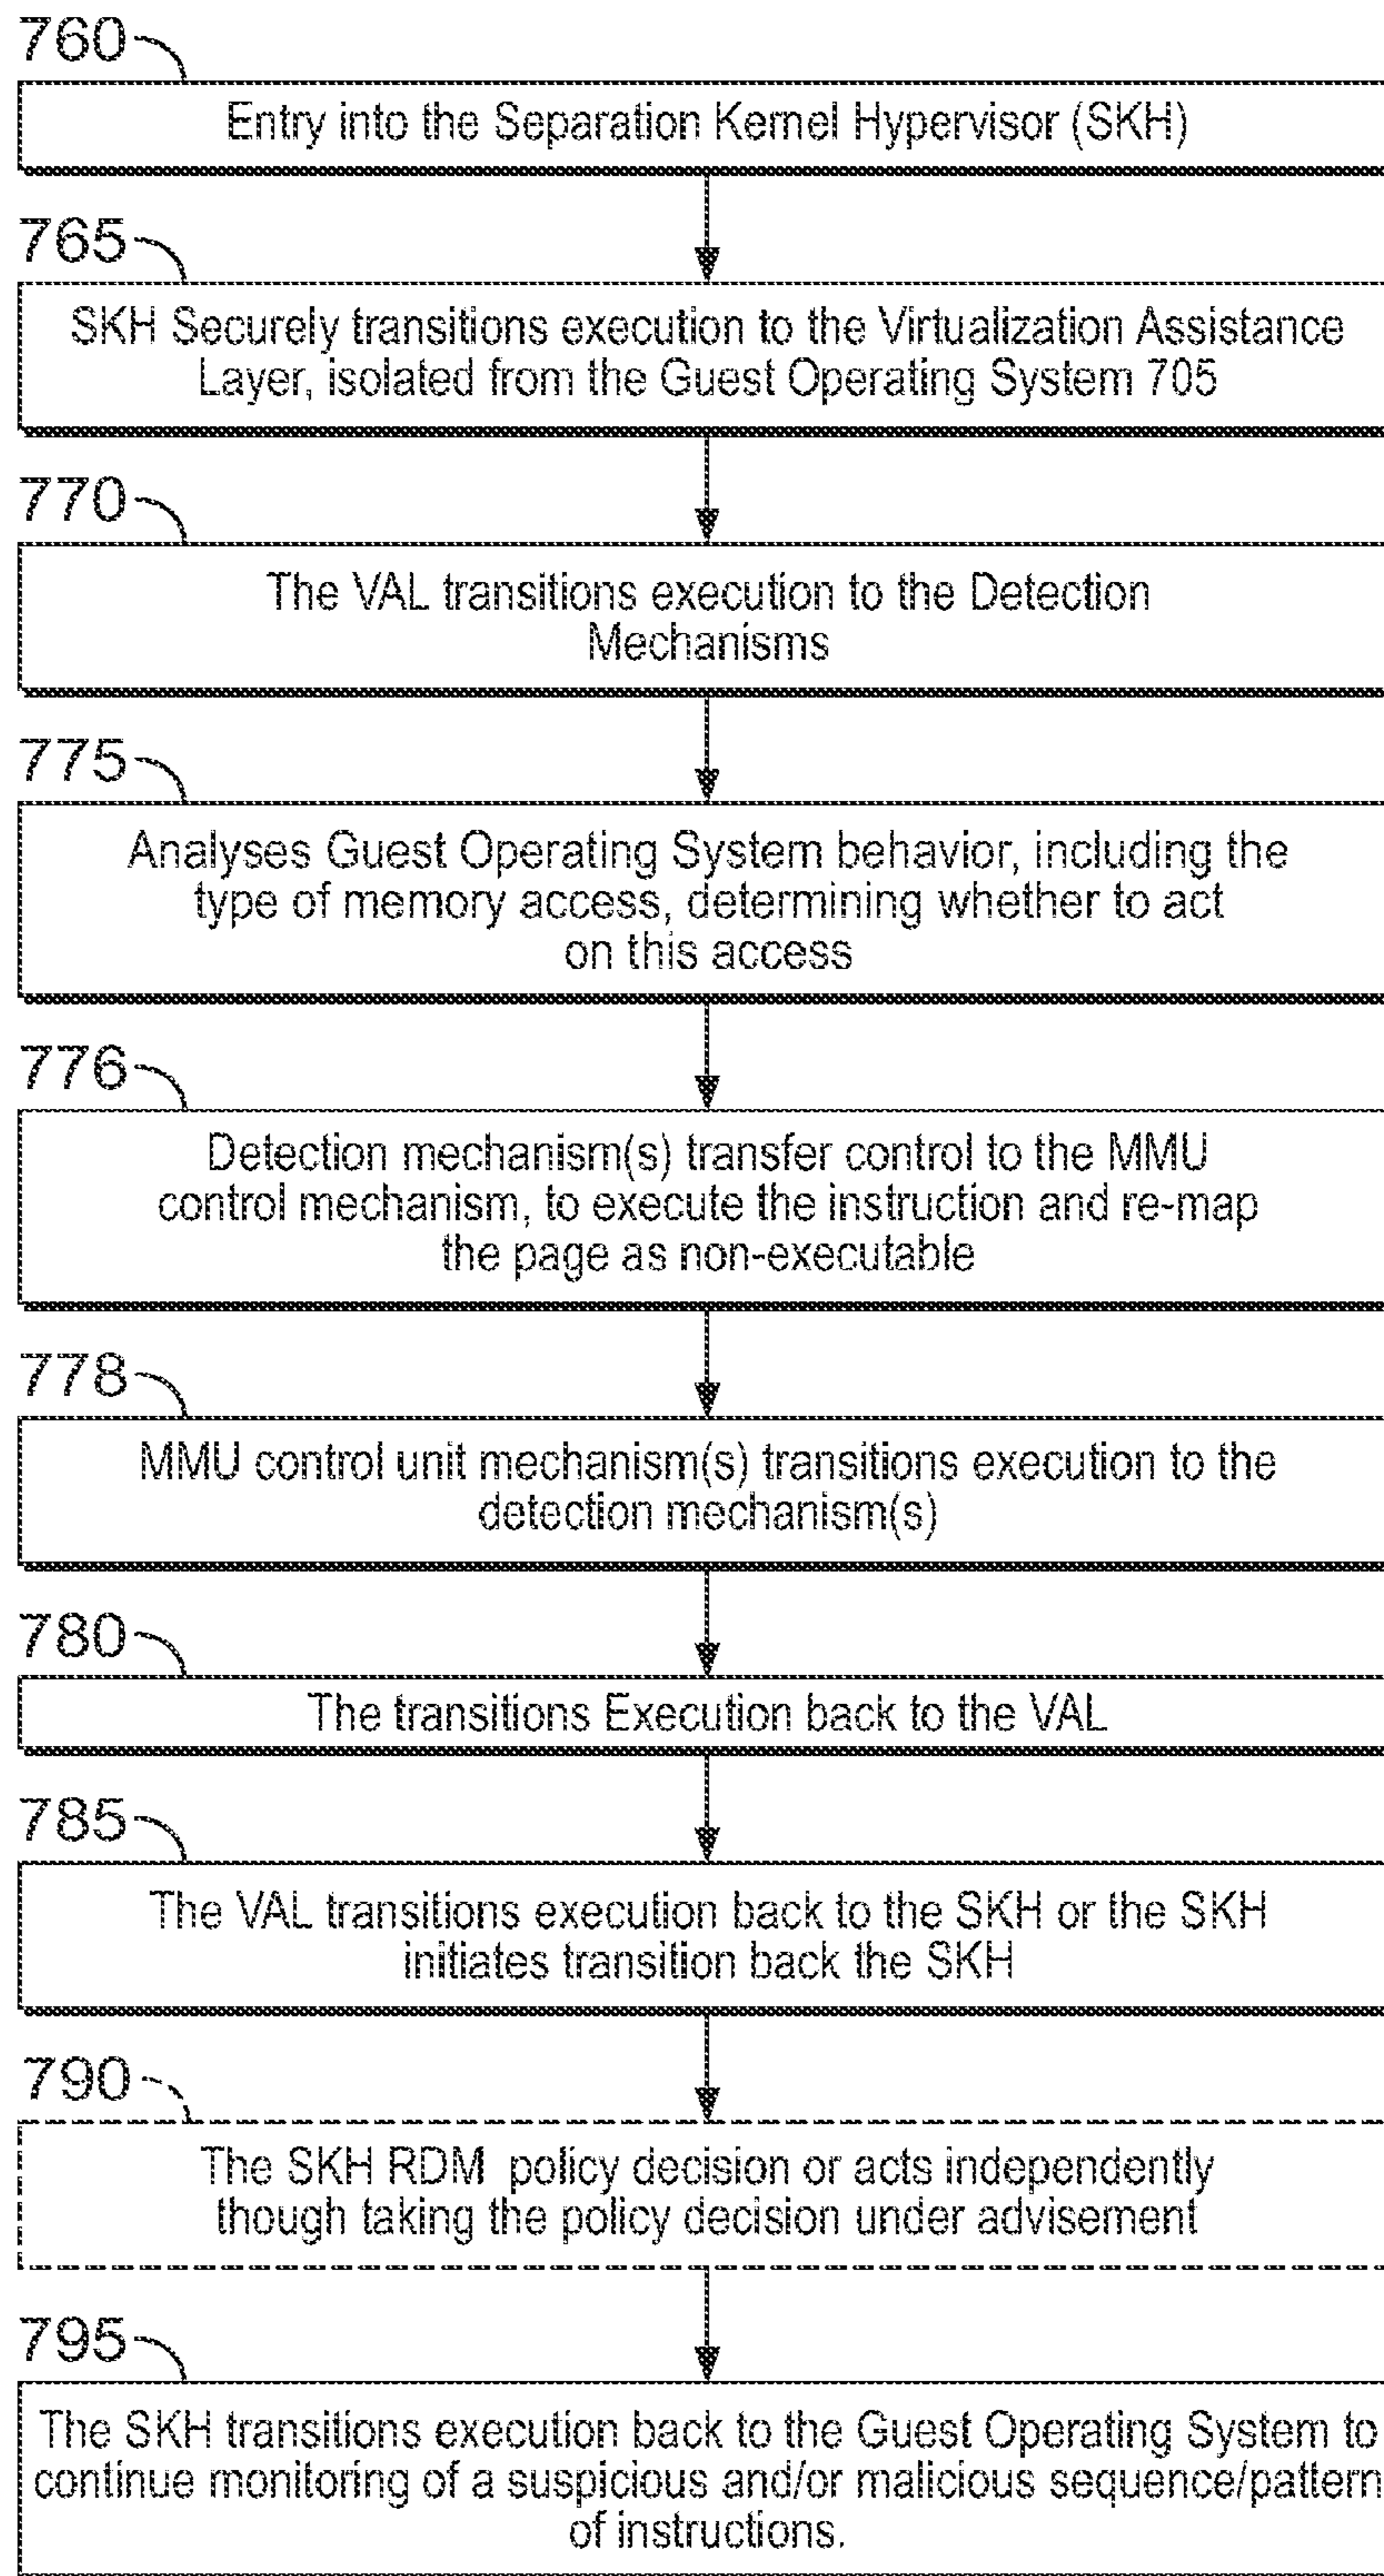 760
Entry into the Separation Kernel Hypervisor (SKH)
765
SKH Securely transitions execution to the Virtualization Assistance
Layer, isolated from the Guest Operating System 705
770
The VAL transitions execution to the Detection
Mechanisms
775
Analyses Guest Operating System behavior, including the
type of memory access, determining whether to act
on this access
776
Detection mechanism(s) transfer control to the MMU
control mechanism, to execute the instruction and re-map
the page as non-executable
778
MMU control unit mechanism(s) transitions execution to the
detection mechanism(s)
780
The transitions Execution back to the VAL
785
The VAL transitions execution back to the SKH or the SKH
initiates transition back the SKH
790
The SKH RDM policy decision or acts independently
though taking the policy decision under advisement
795
The SKH transitions execution back to the Guest Operating System to
continue monitoring of a suspicious and/or malicious sequence/pattern
of instructions.